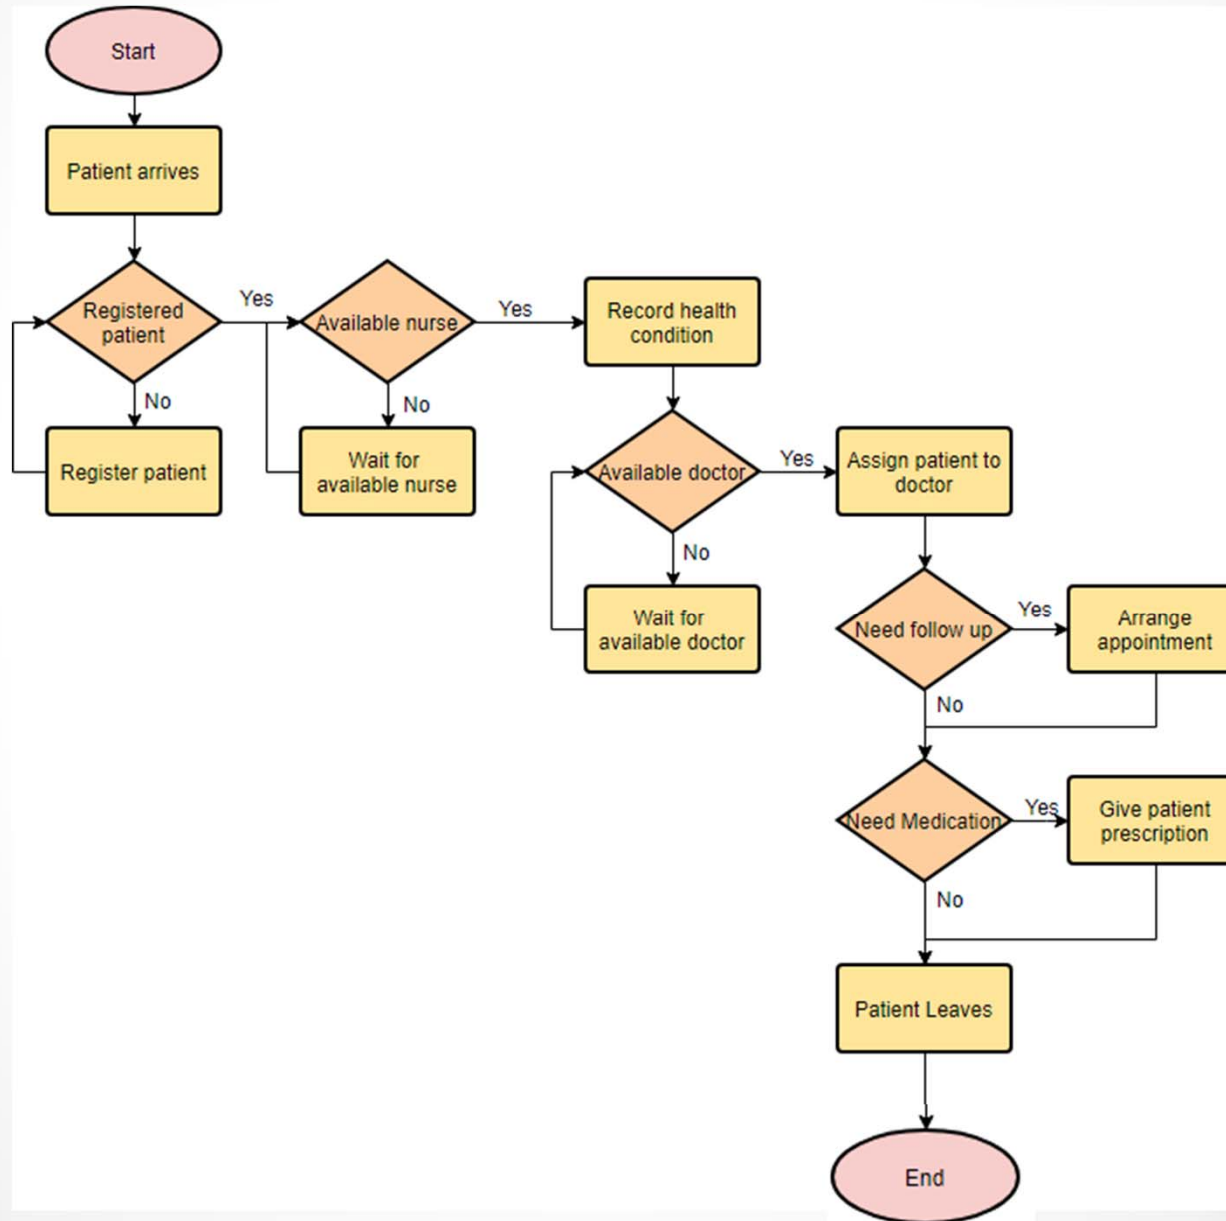 Start
Patient arrives
Registered
patient
Yes
No
Register patient
Available nurse
Yes
No
Wait for
available nurse
Record health
condition
Available doctor
Yes
No
Wait for
available doctor
Assign patient to
doctor
Need follow up
Yes
No
Arrange
appointment
Need Medication
Yes
No
Give patient
prescription
Patient Leaves
End